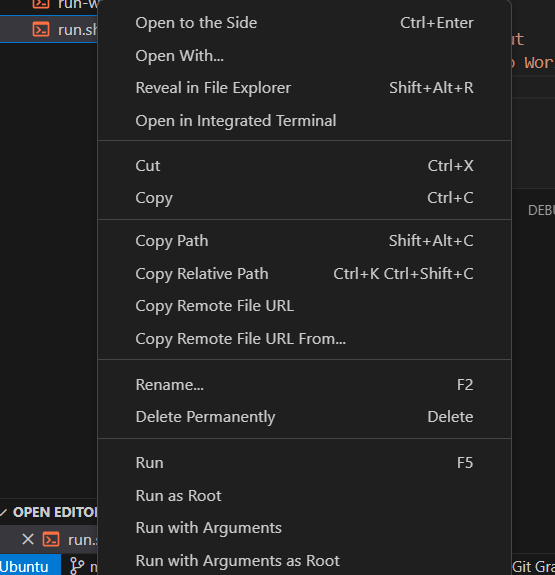 run-w
run.sh
Open to the Side Ctrl+Enter
Open With...
Reveal in File Explorer Shift+Alt+R
Open in Integrated Terminal
Cut Ctrl+X
Copy Ctrl+C
Copy Path Shift+Alt+C
Copy Relative Path Ctrl+K Ctrl+Shift+C
Copy Remote File URL
Copy Remote File URL From...
Rename... F2
Delete Permanently Delete
Run F5
Run as Root
Run with Arguments
Run with Arguments as Root
ut
o Wor
DEBU
OPEN EDITO
run.s
Ubuntu
Git Gra